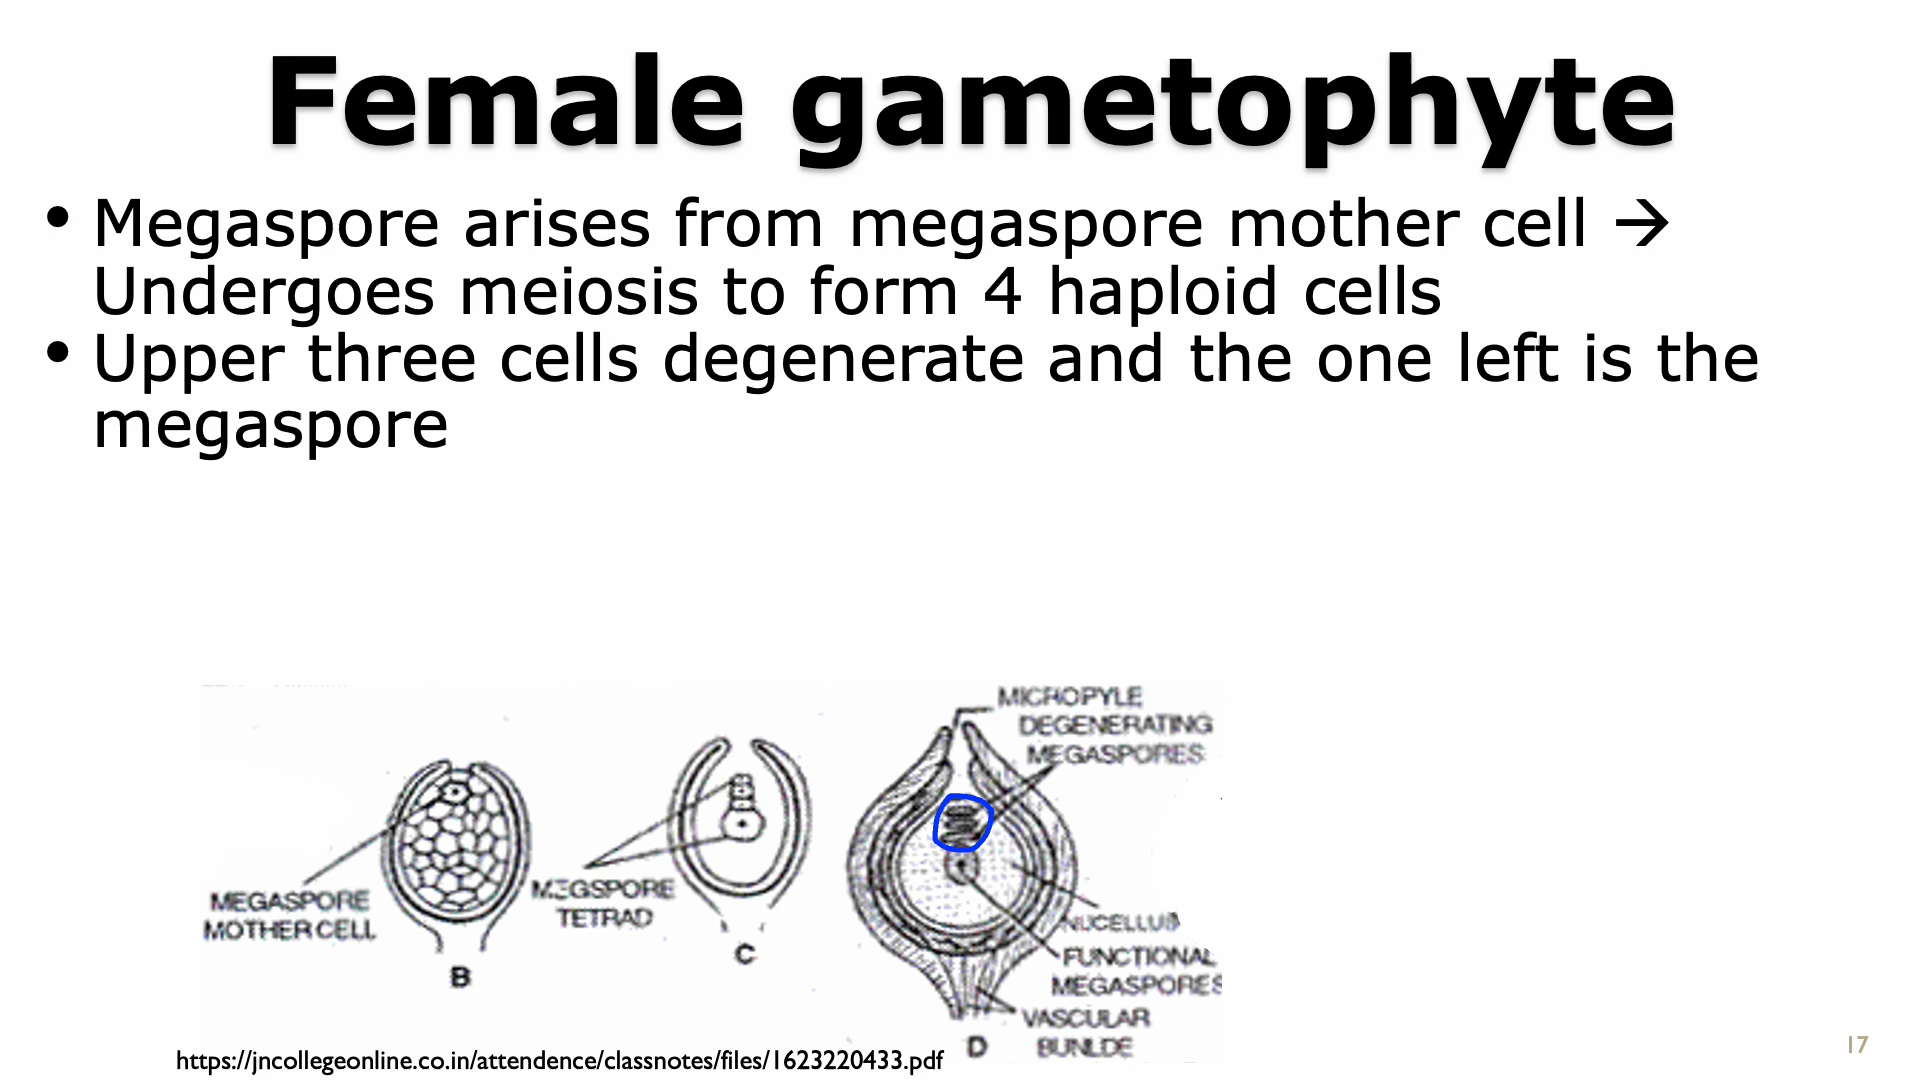 Female gametophyte
• Megaspore arises from megaspore mother cell →
Undergoes meiosis to form 4 haploid cells
• Upper three cells degenerate and the one left is the
megaspore
MICROPYLE
DEGENERATING
MEGASPORES
MEGASPORE
MOTHER CELL
B
MEGSPORE
TETRAD
C
NUCELLUS
FUNCTIONAL
MEGASPORES
VASCULAR
BUNLDE
D
https://jncollegeonline.co.in/attendence/classnotes/files/1623220433.pdf
17